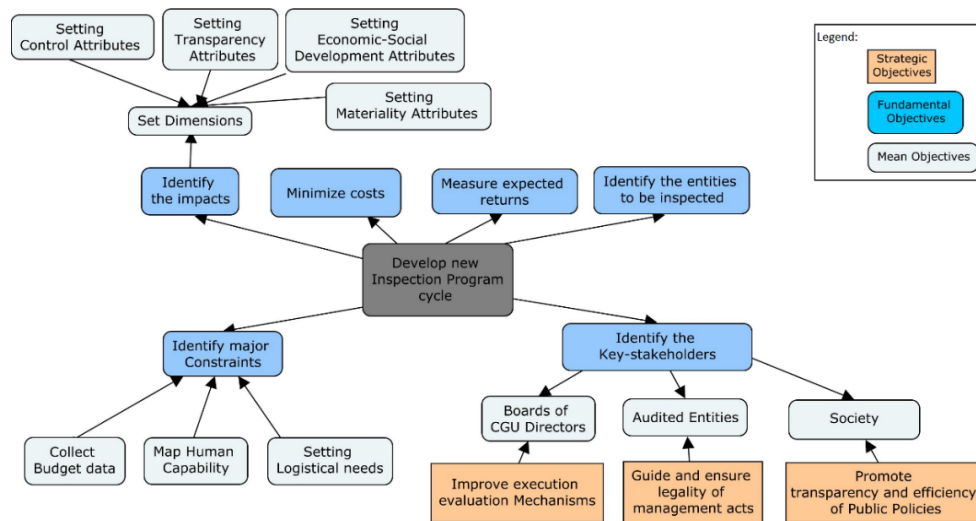 Setting
Control Attributes
Setting
Transparency
Attributes
Setting
Economic-Social
Development Attributes
Setting
Materiality Attributes
Set Dimensions
Legend:
Strategic
Objectives
Fundamental
Objectives
Mean Objectives
Identify
the impacts
Minimize costs
Measure expected
returns
Identify the entities
to be inspected
Develop new
Inspection Program
cycle
Identify major
Constraints
Identify the
Key-stakeholders
Collect
Budget data
Map Human
Capability
Setting
Logistical needs
Boards of
CGU Directors
Audited Entities
Society
Improve execution
evaluation Mechanisms
Guide and ensure
legality of
management acts
Promote
transparency and efficiency
of Public Policies